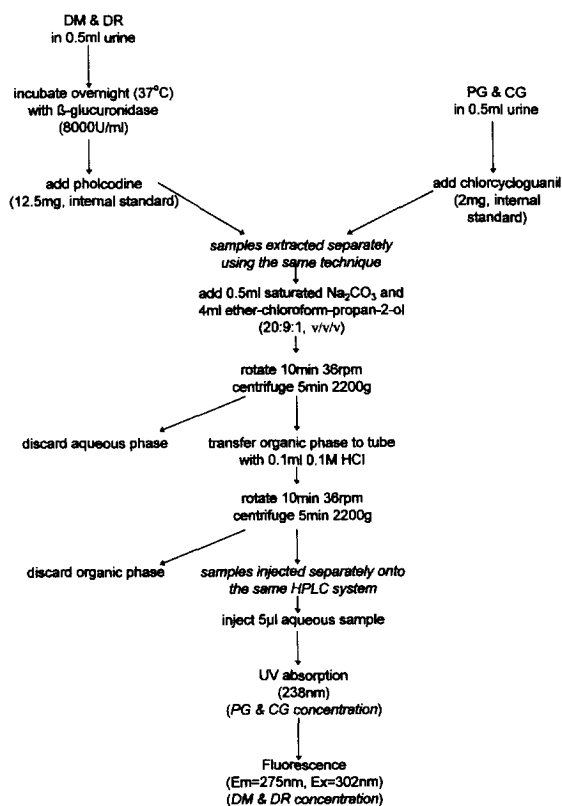 DM & DR
in 0.5ml urine
incubate overnight (37°C)
with ß-glucuronidase
(8000U/ml)
PG & CG
in 0.5ml urine
add pholcodine
(12.5mg, internal standard)
add chlorcycloguanil
(2mg, internal
standard)
samples extracted separately
using the same technique
add 0.5ml saturated Na₂CO₃ and
4ml ether-chloroform-propan-2-ol
(20:9:1, v/v/v)
rotate 10min 36rpm
centrifuge 5min 2200g
discard aqueous phase
transfer organic phase to tube
with 0.1ml 0.1M HCl
rotate 10min 36rpm
centrifuge 5min 2200g
discard organic phase
samples injected separately onto
the same HPLC system
inject 5µl aqueous sample
UV absorption
(238nm)
(PG & CG concentration)
Fluorescence
(Em=275nm, Ex=302nm)
(DM & DR concentration)